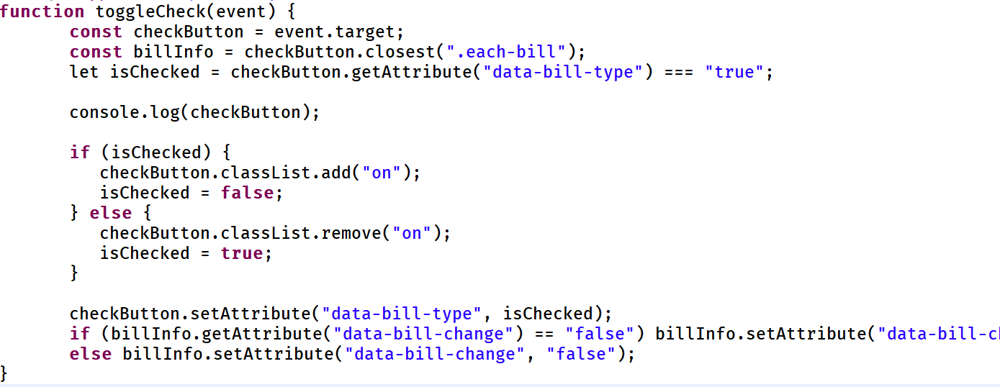 function toggleCheck(event) {
const checkButton = event.target;
const billInfo = checkButton.closest(".each-bill");
let isChecked = checkButton.getAttribute("data-bill-type") === "true";
console.log(checkButton);
if (isChecked) {
checkButton.classList.add("on");
isChecked = false;
} else {
checkButton.classList.remove("on");
isChecked = true;
}
checkButton.setAttribute("data-bill-type", isChecked);
if (billInfo.getAttribute("data-bill-change") == "false") billInfo.setAttribute("data-bill-
else billInfo.setAttribute("data-bill-change", "false");
}